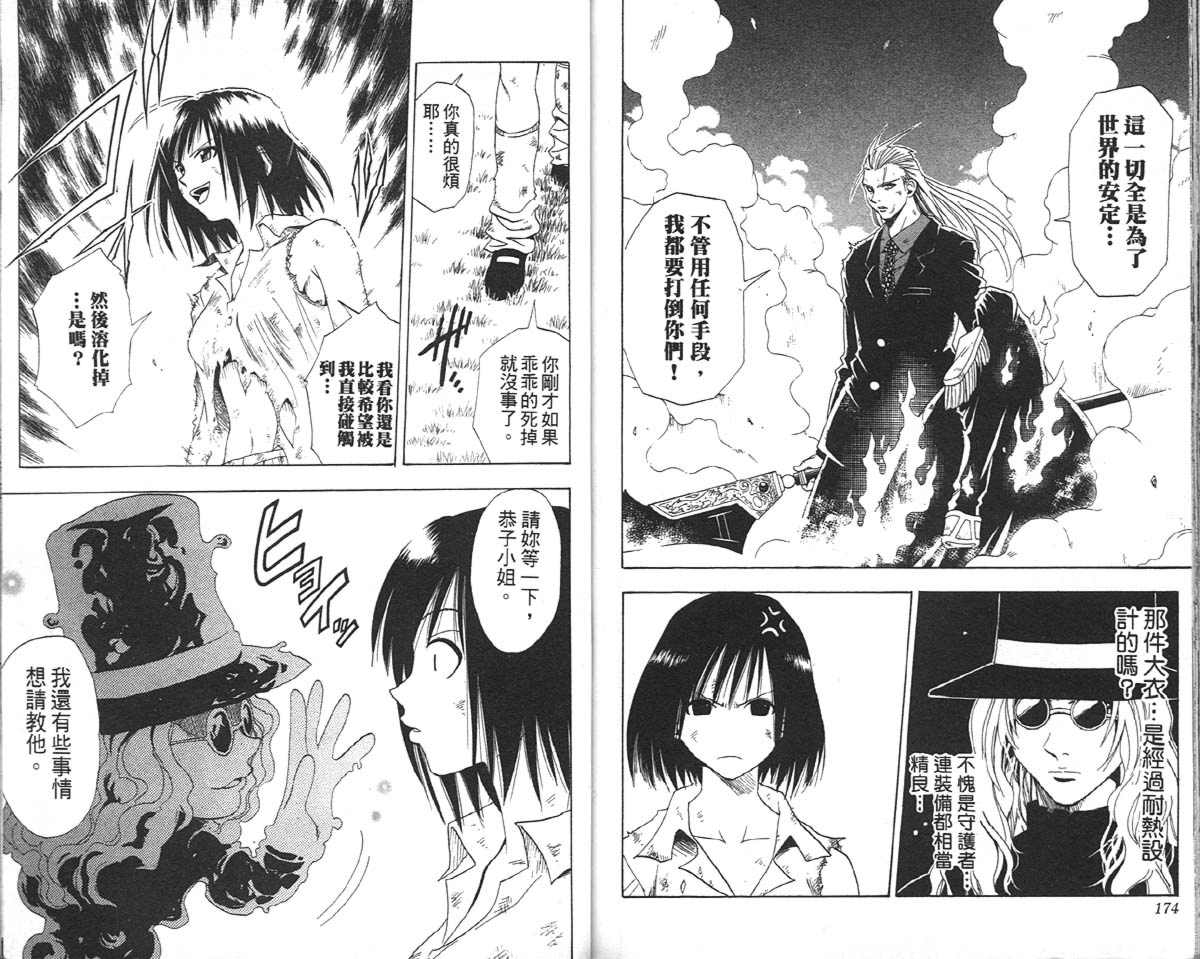 這一切全是為了
世界的安定…
不管用任何手段，
我都要打倒你們！
那件大衣…是經過耐熱設
計的嗎？
不愧是守護者…
連裝備都相當
精良…
174
你真的很煩
耶……
你剛才如果
乖乖的死掉
就沒事了。
我看你還是
比較希望被
我直接碰觸
到…
然後溶化掉
…是嗎？
請妳等一下，
恭子小姐。
ヒョイッ
我還有些事情
想請教他。